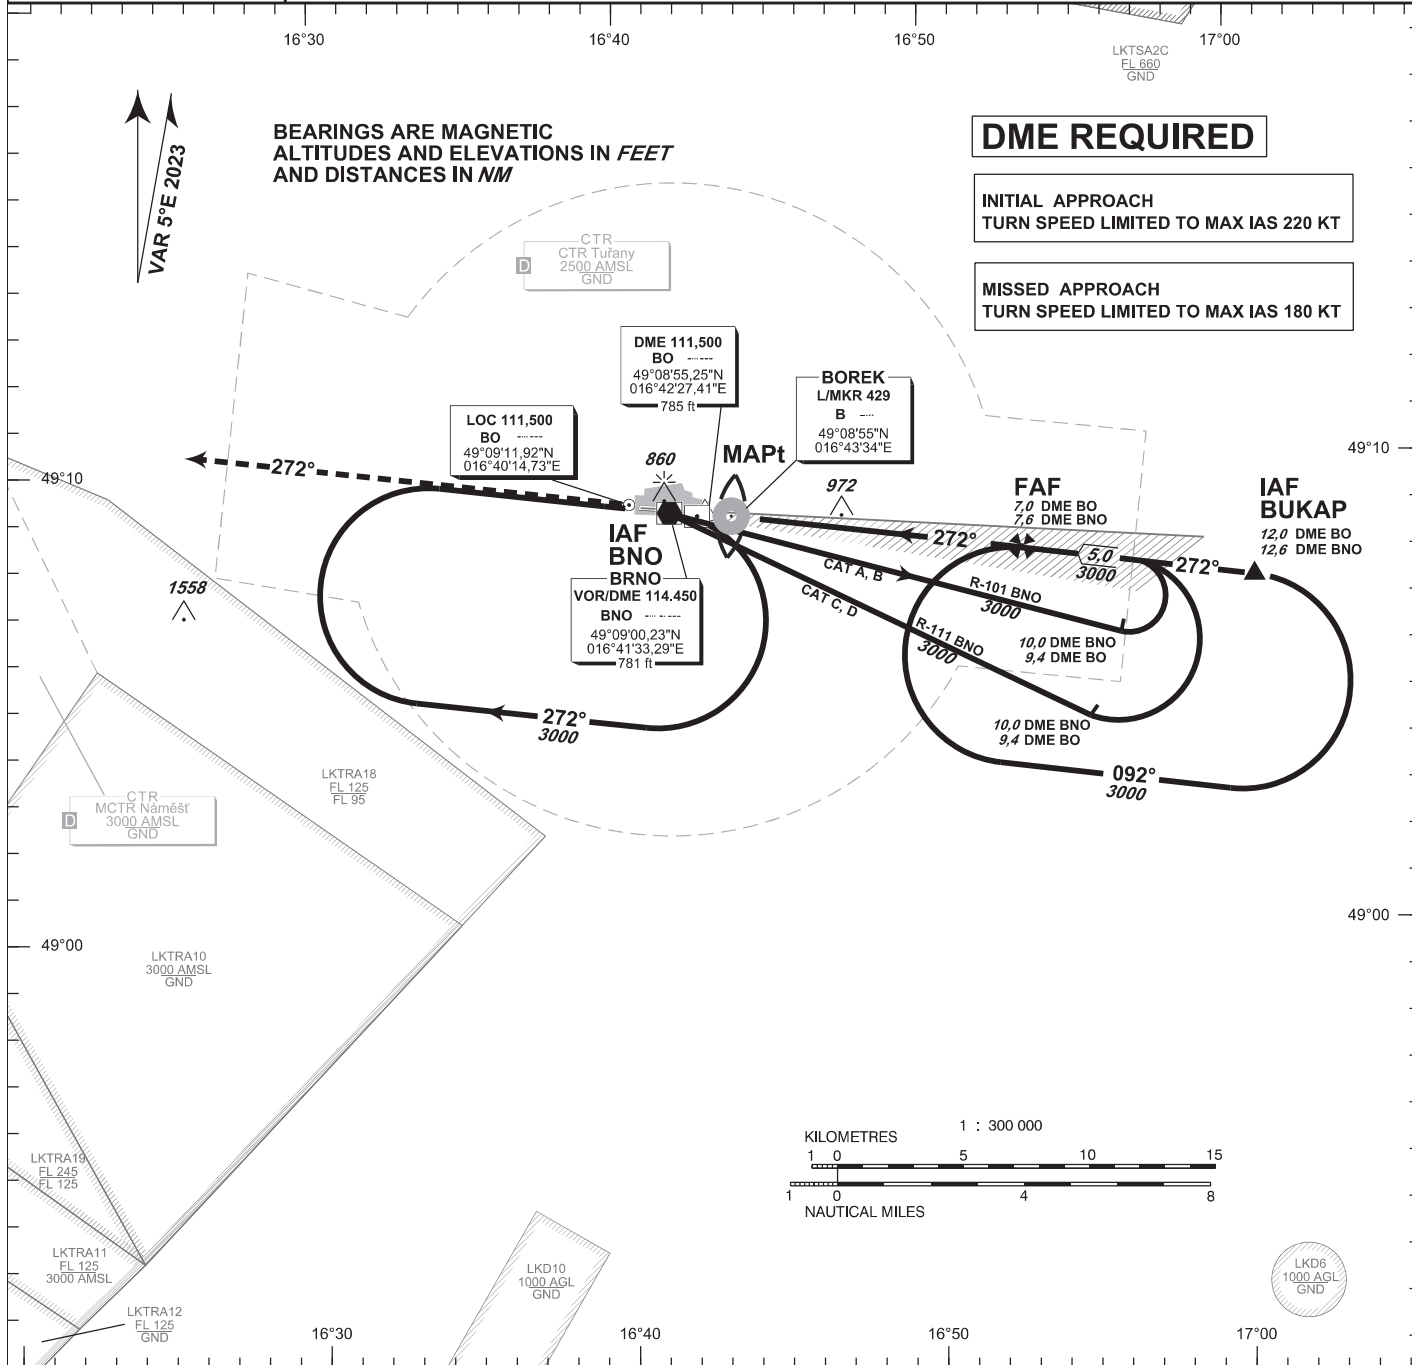 16°30
16°40
16°50
17°00
LKTSA2C
FL 660
GND
VAR 5°E 2023
BEARINGS ARE MAGNETIC
ALTITUDES AND ELEVATIONS IN FEET
AND DISTANCES IN NM
DME REQUIRED
INITIAL APPROACH
TURN SPEED LIMITED TO MAX IAS 220 KT
MISSED APPROACH
TURN SPEED LIMITED TO MAX IAS 180 KT
CTR
CTR Tuřany
D
2500 AMSL
GND
DME 111,500
BO
49°08'55,25"N
016°42'27,41"E
785 ft
BOREK
L/MKR 429
B
49°08'55"N
016°43'34"E
LOC 111,500
BO
49°09'11,92"N
016°40'14,73"E
49°10
49°10
272°
860
MAPt
972
FAF
7,0 DME BO
7,6 DME BNO
IAF
BUKAP
12,0 DME BO
12,6 DME BNO
IAF
BNO
BRNO
VOR/DME 114.450
BNO
49°09'00,23"N
016°41'33,29"E
781 ft
272°
5.0
3000
272°
CAT A, B
CAT C, D
R-101 BNO
3000
R-111 BNO
3000
10,0 DME BNO
9,4 DME BO
1558
272°
3000
10,0 DME BNO
9,4 DME BO
092°
3000
LKTRA18
FL 125
FL 95
CTR
MCTR Náměšť
D
3000 AMSL
GND
49°00
49°00
LKTRA10
3000 AMSL
GND
1 : 300 000
KILOMETRES
1 0 5 10 15
1 0 4 8
NAUTICAL MILES
LKTRA19
FL 245
FL 125
LKTRA11
FL 125
3000 AMSL
LKTRA12
FL 125
GND
LKD10
1000 AGL
GND
LKD6
1000 AGL
GND
16°30
16°40
16°50
17°00